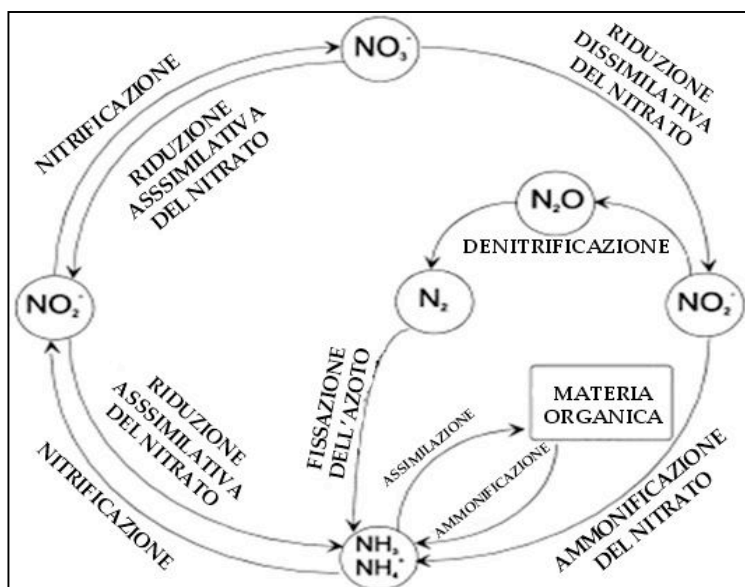 NO₃⁻
NITRIFICAZIONE
RIDUZIONE
ASSSIMILATIVA
DEL NITRATO
RIDUZIONE
DISSIMILATIVA
DEL NITRATO
N₂O
DENITRIFICAZIONE
NO₂⁻
N₂
NO₂⁻
FISSAZIONE
DELL'AZOTO
MATERIA
ORGANICA
RIDUZIONE
ASSSIMILATIVA
DEL NITRATO
ASSIMILAZIONE
AMMONIFICAZIONE
NITRIFICAZIONE
AMMONIFICAZIONE
DEL NITRATO
NH₃
NH₄⁺